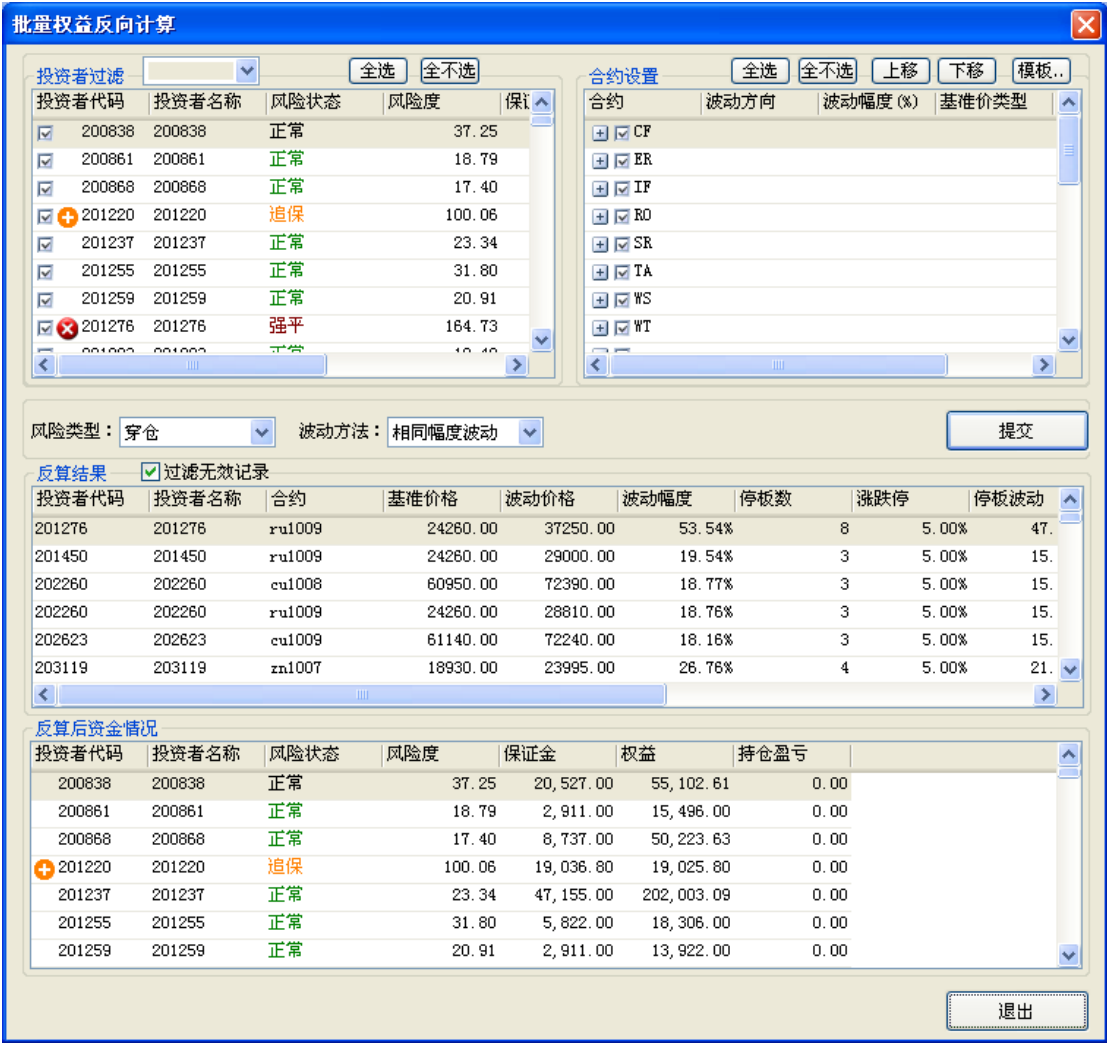 批量权益反向计算
投资者过滤 全选 全不选
投资者代码 投资者名称 风险状态 风险度
200838 200838 正常 37.25
200861 200861 正常 18.79
200868 200868 正常 17.40
201220 201220 追保 100.06
201237 201237 正常 23.34
201255 201255 正常 31.80
201259 201259 正常 20.91
201276 201276 强平 164.73
合约设置 全选 全不选 上移 下移 模板..
合约 波动方向 波动幅度(%) 基准价类型
CF
ER
IF
RO
SR
TA
WS
WT
风险类型: 穿仓 波动方法: 相同幅度波动 提交
反算结果 过滤无效记录
投资者代码 投资者名称 合约 基准价格 波动价格 波动幅度 停板数 涨跌停 停板波动
201276 201276 ru1009 24260.00 37250.00 53.54% 8 5.00% 47.
201450 201450 ru1009 24260.00 29000.00 19.54% 3 5.00% 15.
202260 202260 cu1008 60950.00 72390.00 18.77% 3 5.00% 15.
202260 202260 ru1009 24260.00 28810.00 18.76% 3 5.00% 15.
202623 202623 cu1009 61140.00 72240.00 18.16% 3 5.00% 15.
203119 203119 zn1007 18930.00 23995.00 26.76% 4 5.00% 21.
反算后资金情况
投资者代码 投资者名称 风险状态 风险度 保证金 权益 持仓盈亏
200838 200838 正常 37.25 20,527.00 55,102.61 0.00
200861 200861 正常 18.79 2,911.00 15,496.00 0.00
200868 200868 正常 17.40 8,737.00 50,223.63 0.00
201220 201220 追保 100.06 19,036.80 19,025.80 0.00
201237 201237 正常 23.34 47,155.00 202,003.09 0.00
201255 201255 正常 31.80 5,822.00 18,306.00 0.00
201259 201259 正常 20.91 2,911.00 13,922.00 0.00
退出